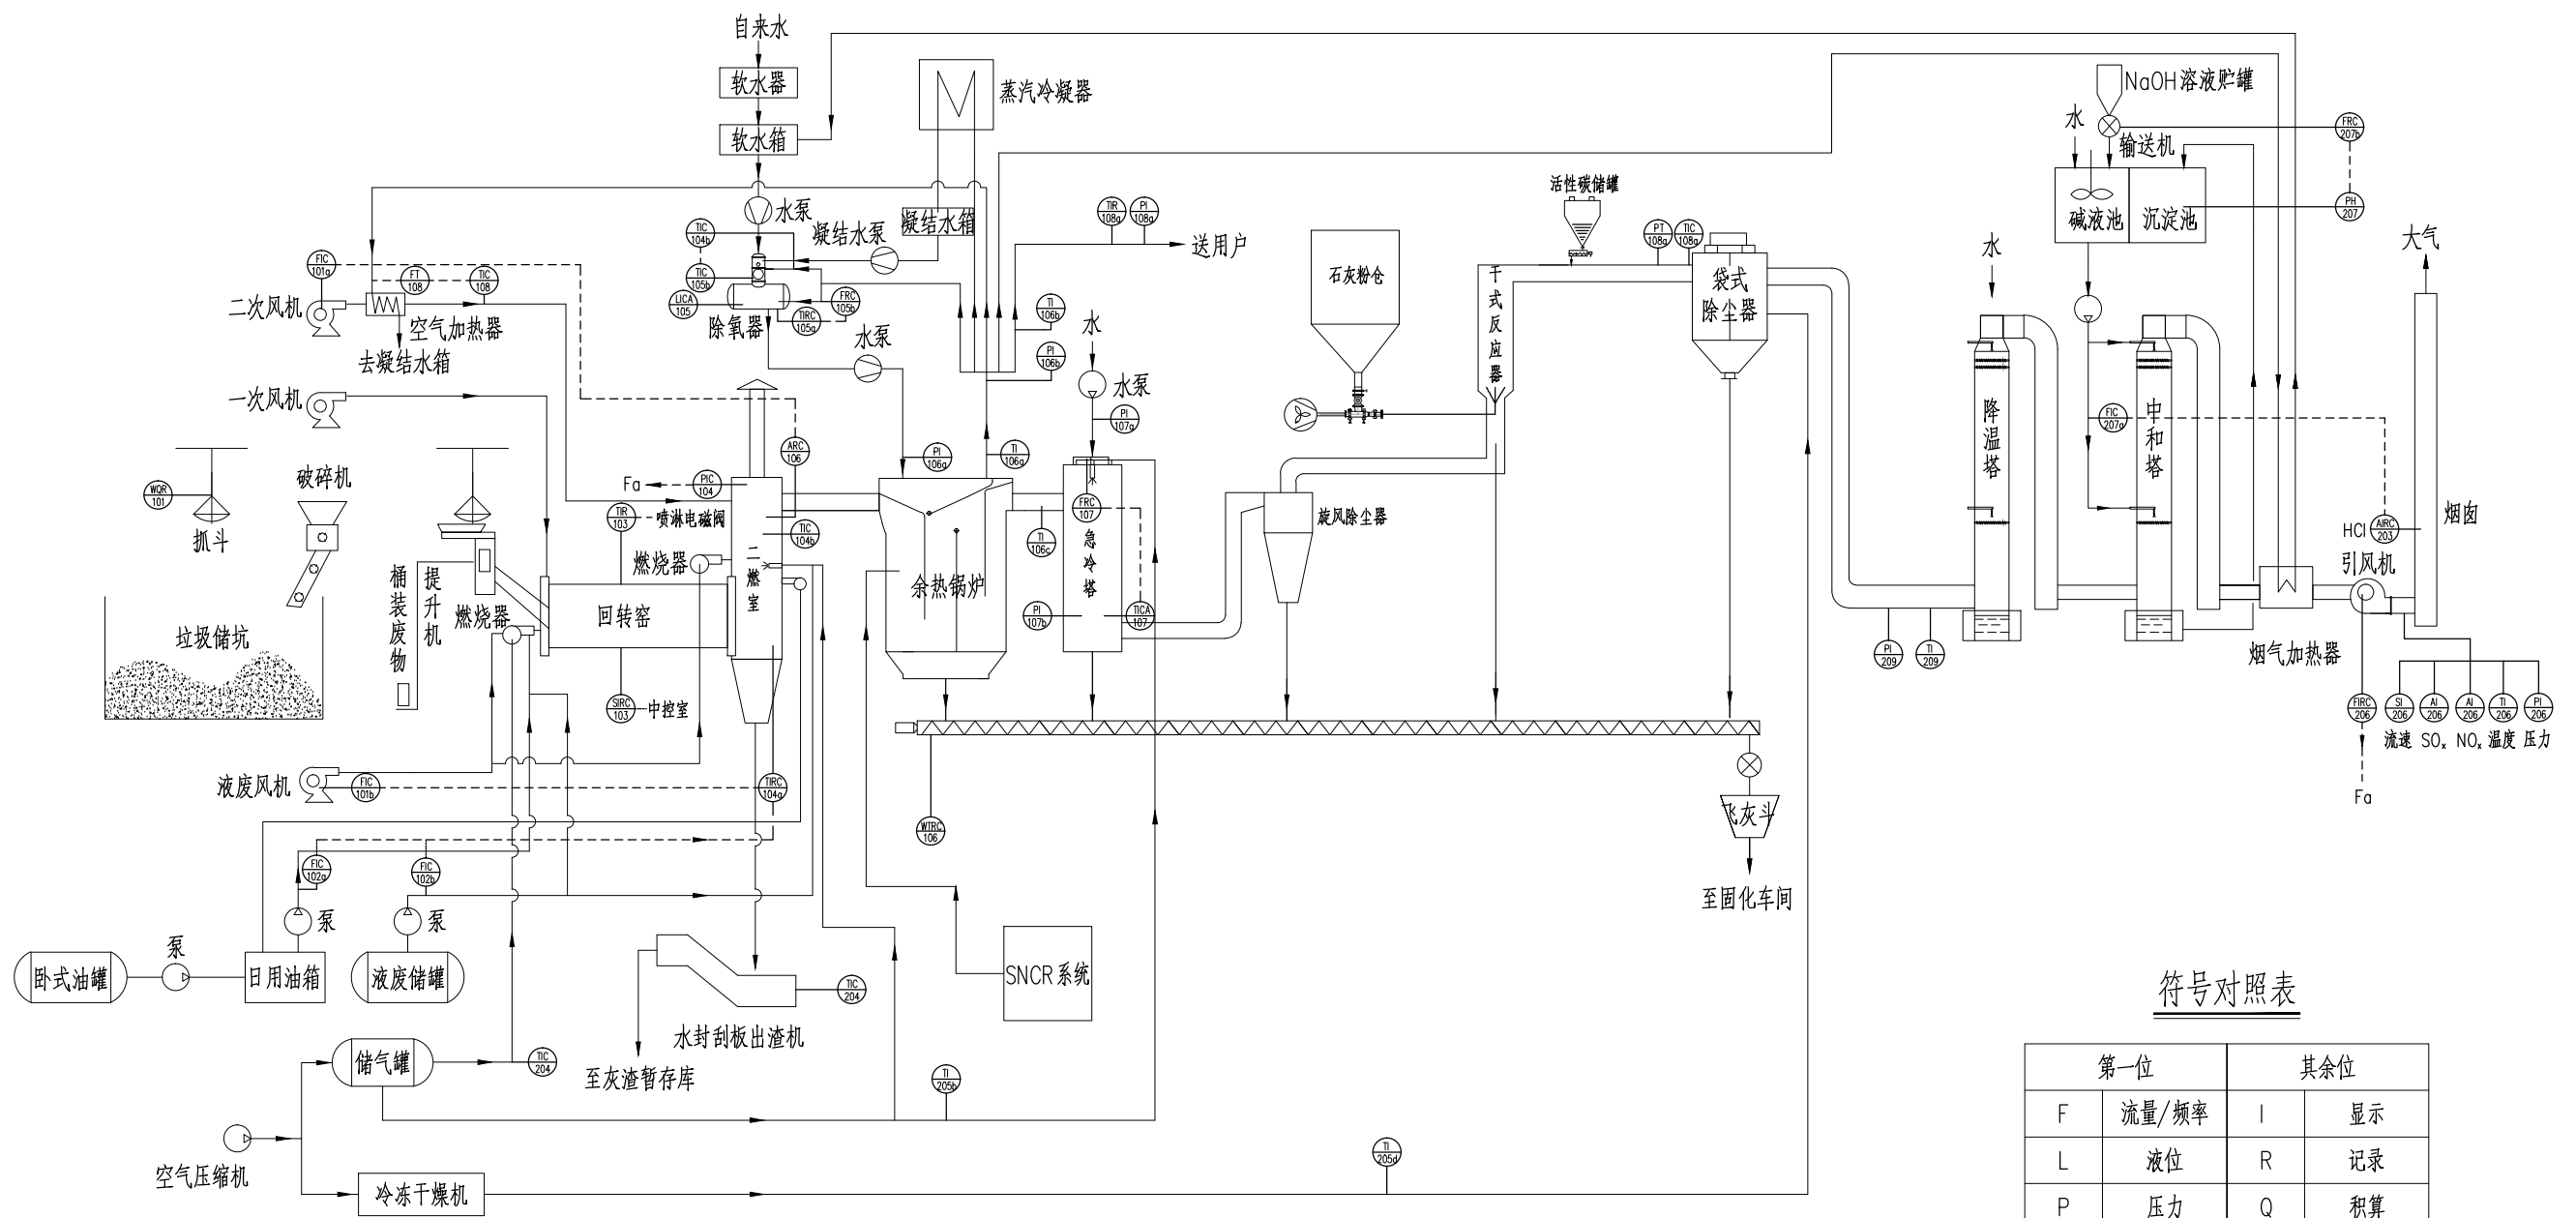 自来水
软水器
软水箱
水泵
蒸汽冷凝器
凝结水箱
凝结水泵
TIC
104b
TIC
105b
LICA
105
除氧器
TIRC
105a
FRC
105b
水泵
TIR
108a
PI
108a
送用户
TI
106b
PI
106b
FIC
101a
FT
108
TIC
108
二次风机
空气加热器
去凝结水箱
一次风机
WQR
101
抓斗
破碎机
垃圾储坑
桶装废物
提升机
燃烧器
Fa
PIC
104
TIR
103
喷淋电磁阀
ARC
106
TIC
104b
燃烧器
二燃室
回转窑
SIRC
103
中控室
液废风机
FIC
101b
TIRC
104a
FIC
102a
FIC
102b
泵
泵
泵
卧式油罐
日用油箱
液废储罐
储气罐
TIC
204
空气压缩机
冷冻干燥机
水封刮板出渣机
TIC
204
至灰渣暂存库
PI
106a
TI
106a
余热锅炉
TI
106c
水
水泵
PI
107a
FRC
107
急冷塔
PI
107b
TICA
107
WTRC
106
SNCR系统
TI
205b
TI
205d
旋风除尘器
石灰粉仓
活性碳储罐
干式反应器
PT
108a
TIC
108a
袋式
除尘器
飞灰斗
至固化车间
PI
209
TI
209
水
降温塔
NaOH溶液贮罐
水
输送机
碱液池
沉淀池
FRC
207b
PH
207
FIC
207a
中和塔
大气
烟囱
HCl
AIRC
203
引风机
烟气加热器
FIRC
206
SI
206
AI
206
AI
206
TI
206
PI
206
流速 SOx NOx 温度 压力
Fa
符号对照表
第一位 其余位
F 流量/频率 I 显示
L 液位 R 记录
P 压力 Q 积算